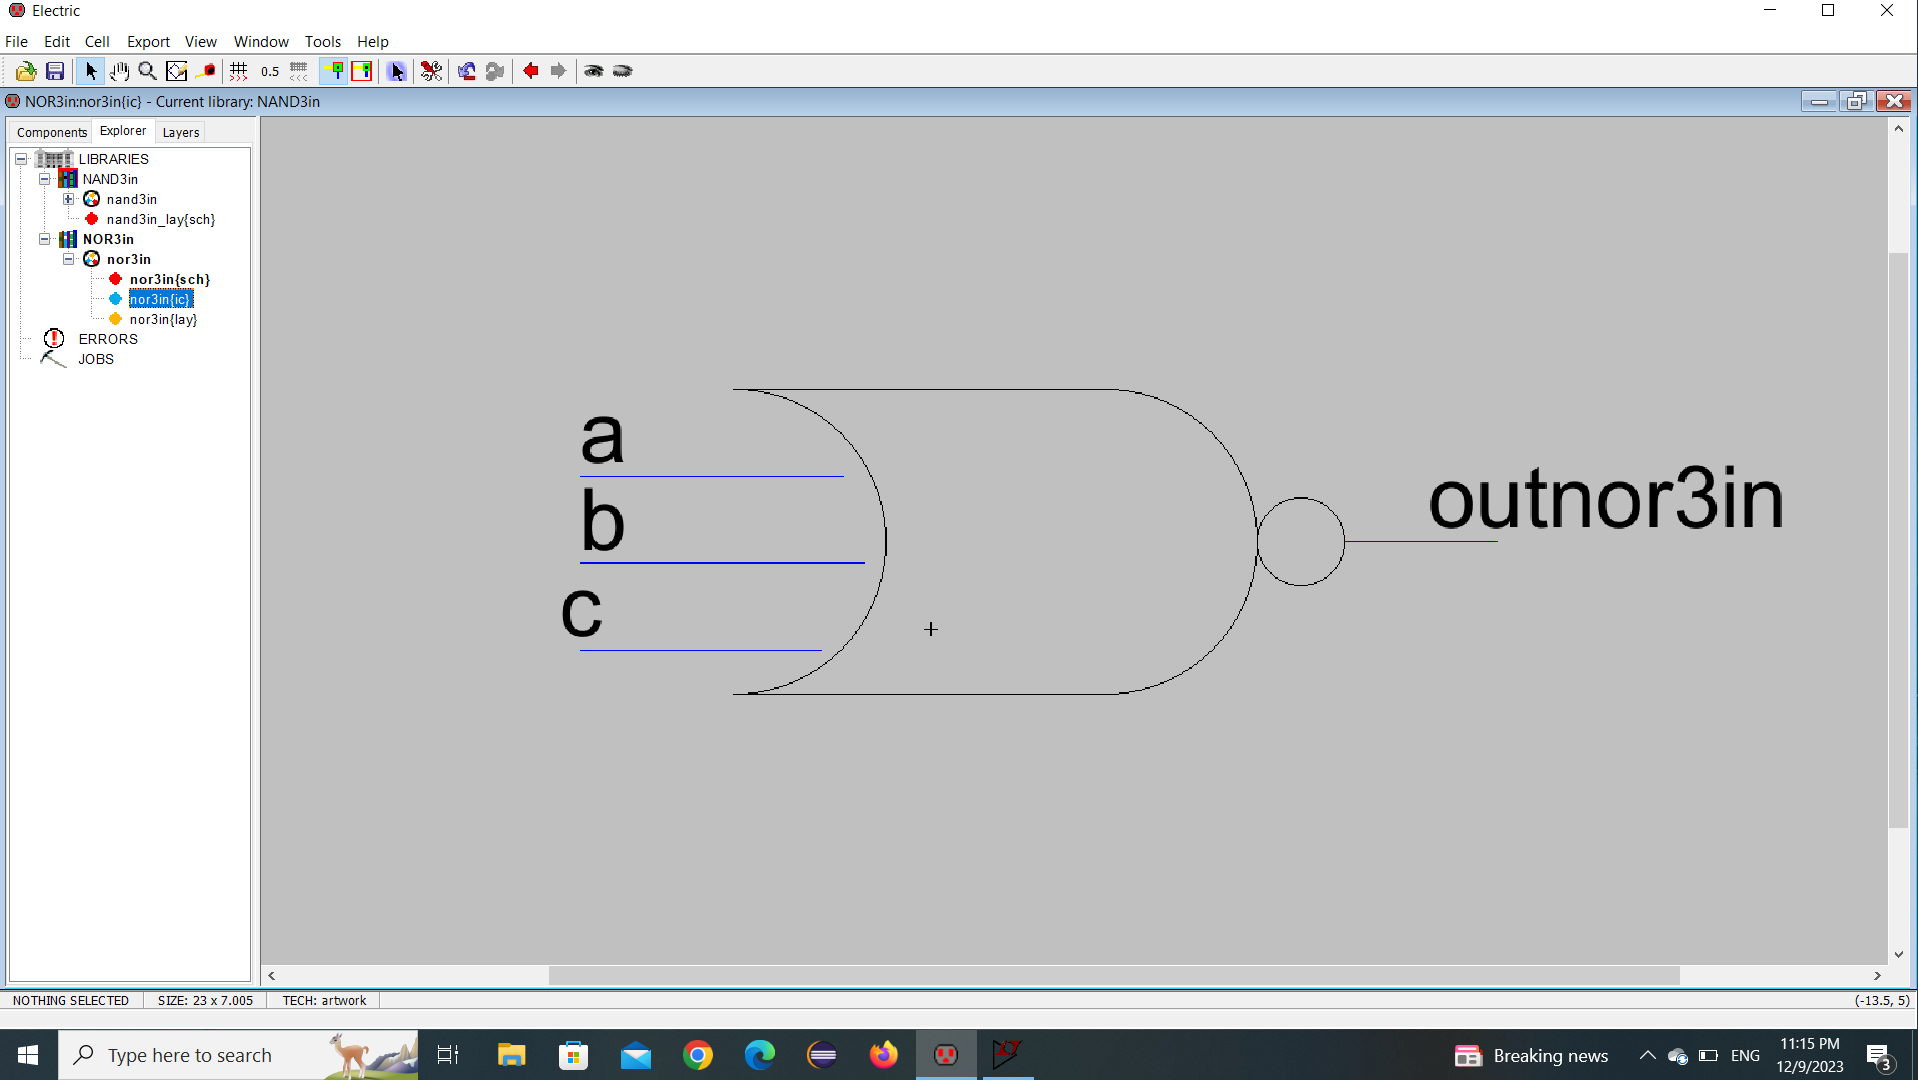 Electric
File Edit Cell Export View Window Tools Help
0.5
NOR3in:nor3in{ic} - Current library: NAND3in
Components Explorer Layers
LIBRARIES
NAND3in
nand3in
nand3in_lay{sch}
NOR3in
nor3in
nor3in{sch}
nor3in{ic}
nor3in{lay}
ERRORS
JOBS
a
b
c
outnor3in
NOTHING SELECTED SIZE: 23 x 7.005 TECH: artwork (-13.5, 5)
Type here to search Breaking news ENG 11:15 PM
12/9/2023 3